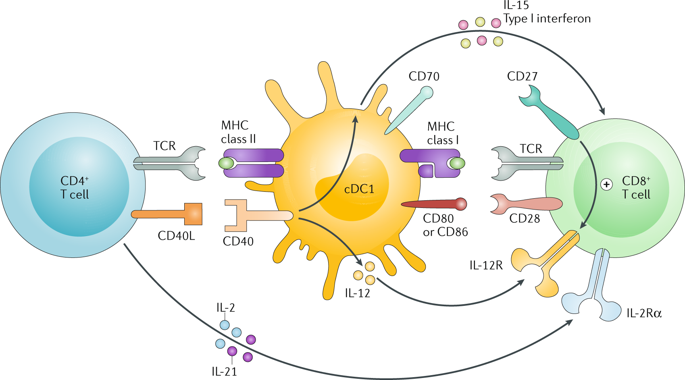 IL-15
Type I interferon
CD70
CD27
TCR
MHC
class II
MHC
class I
TCR
CD4+
T cell
cDC1
+
CD8+
T cell
CD40L
CD40
CD80
or CD86
CD28
IL-12
IL-12R
IL-2
IL-2Rα
IL-21